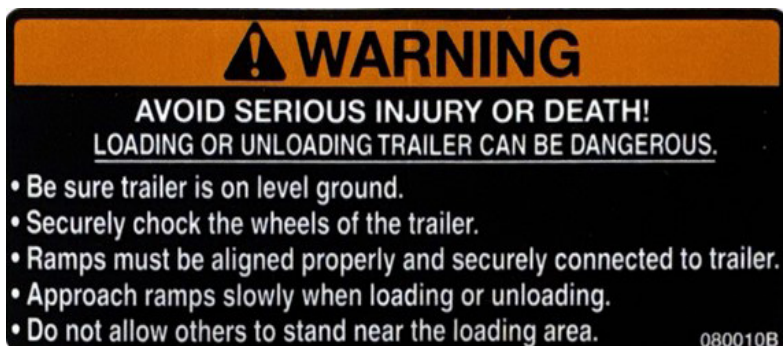 WARNING
AVOID SERIOUS INJURY OR DEATH!
LOADING OR UNLOADING TRAILER CAN BE DANGEROUS.
• Be sure trailer is on level ground.
• Securely chock the wheels of the trailer.
• Ramps must be aligned properly and securely connected to trailer.
• Approach ramps slowly when loading or unloading.
• Do not allow others to stand near the loading area.
080010B